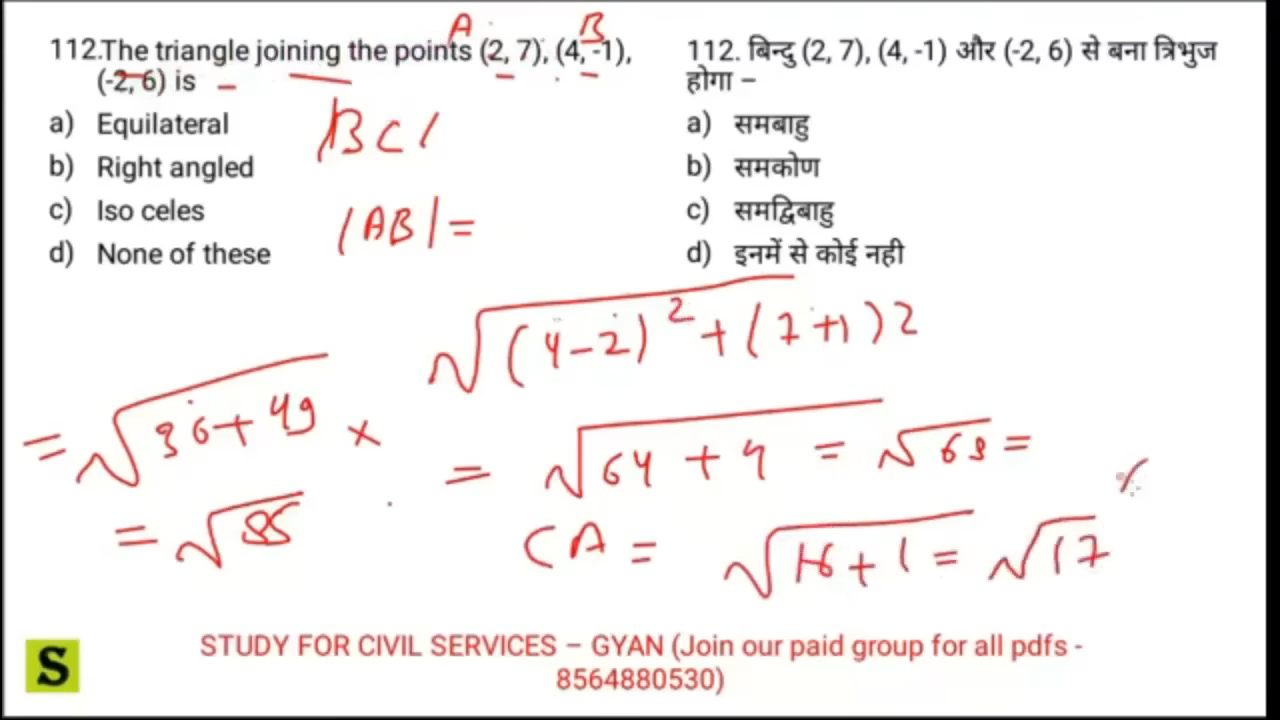 A B
112.The triangle joining the points (2, 7), (4, -1),
(-2, 6) is
a) Equilateral
b) Right angled
c) Iso celes
d) None of these
112. बिन्दु (2, 7), (4, -1) और (-2, 6) से बना त्रिभुज
होगा –
a) समबाहु
b) समकोण
c) समद्विबाहु
d) इनमें से कोई नही
|BC|
|AB| =
√(4-2)² + (7+1)2
= √36+49 ×
= √85
= √64 + 4 = √68 =
CA = √16+1 = √17
S
STUDY FOR CIVIL SERVICES – GYAN (Join our paid group for all pdfs -
8564880530)